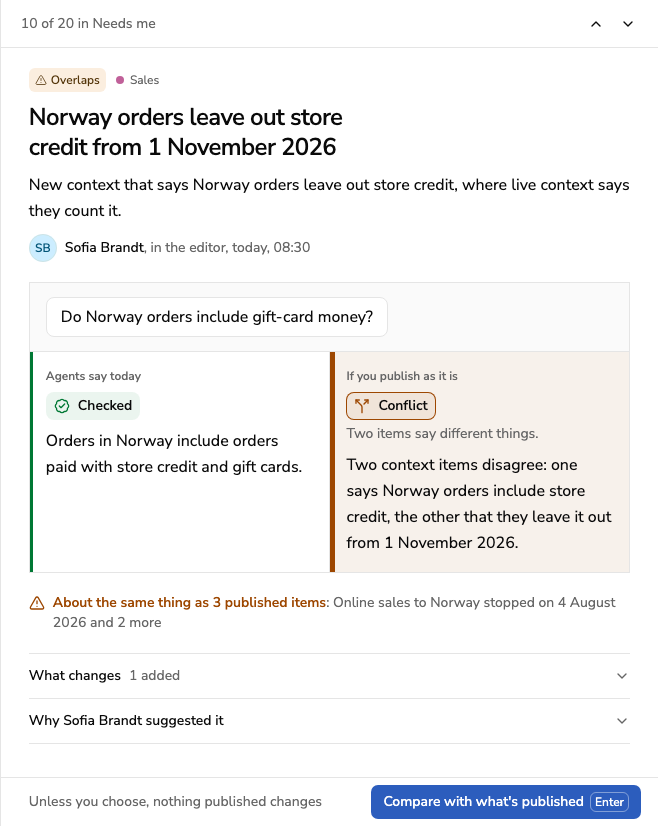 10 of 20 in Needs me
Overlaps
Sales
Norway orders leave out store
credit from 1 November 2026
New context that says Norway orders leave out store credit, where live context says
they count it.
SB
Sofia Brandt, in the editor, today, 08:30
Do Norway orders include gift-card money?
Agents say today
Checked
Orders in Norway include orders
paid with store credit and gift cards.
If you publish as it is
Conflict
Two items say different things.
Two context items disagree: one
says Norway orders include store
credit, the other that they leave it out
from 1 November 2026.
About the same thing as 3 published items: Online sales to Norway stopped on 4 August
2026 and 2 more
What changes 1 added
Why Sofia Brandt suggested it
Unless you choose, nothing published changes
Compare with what's published Enter